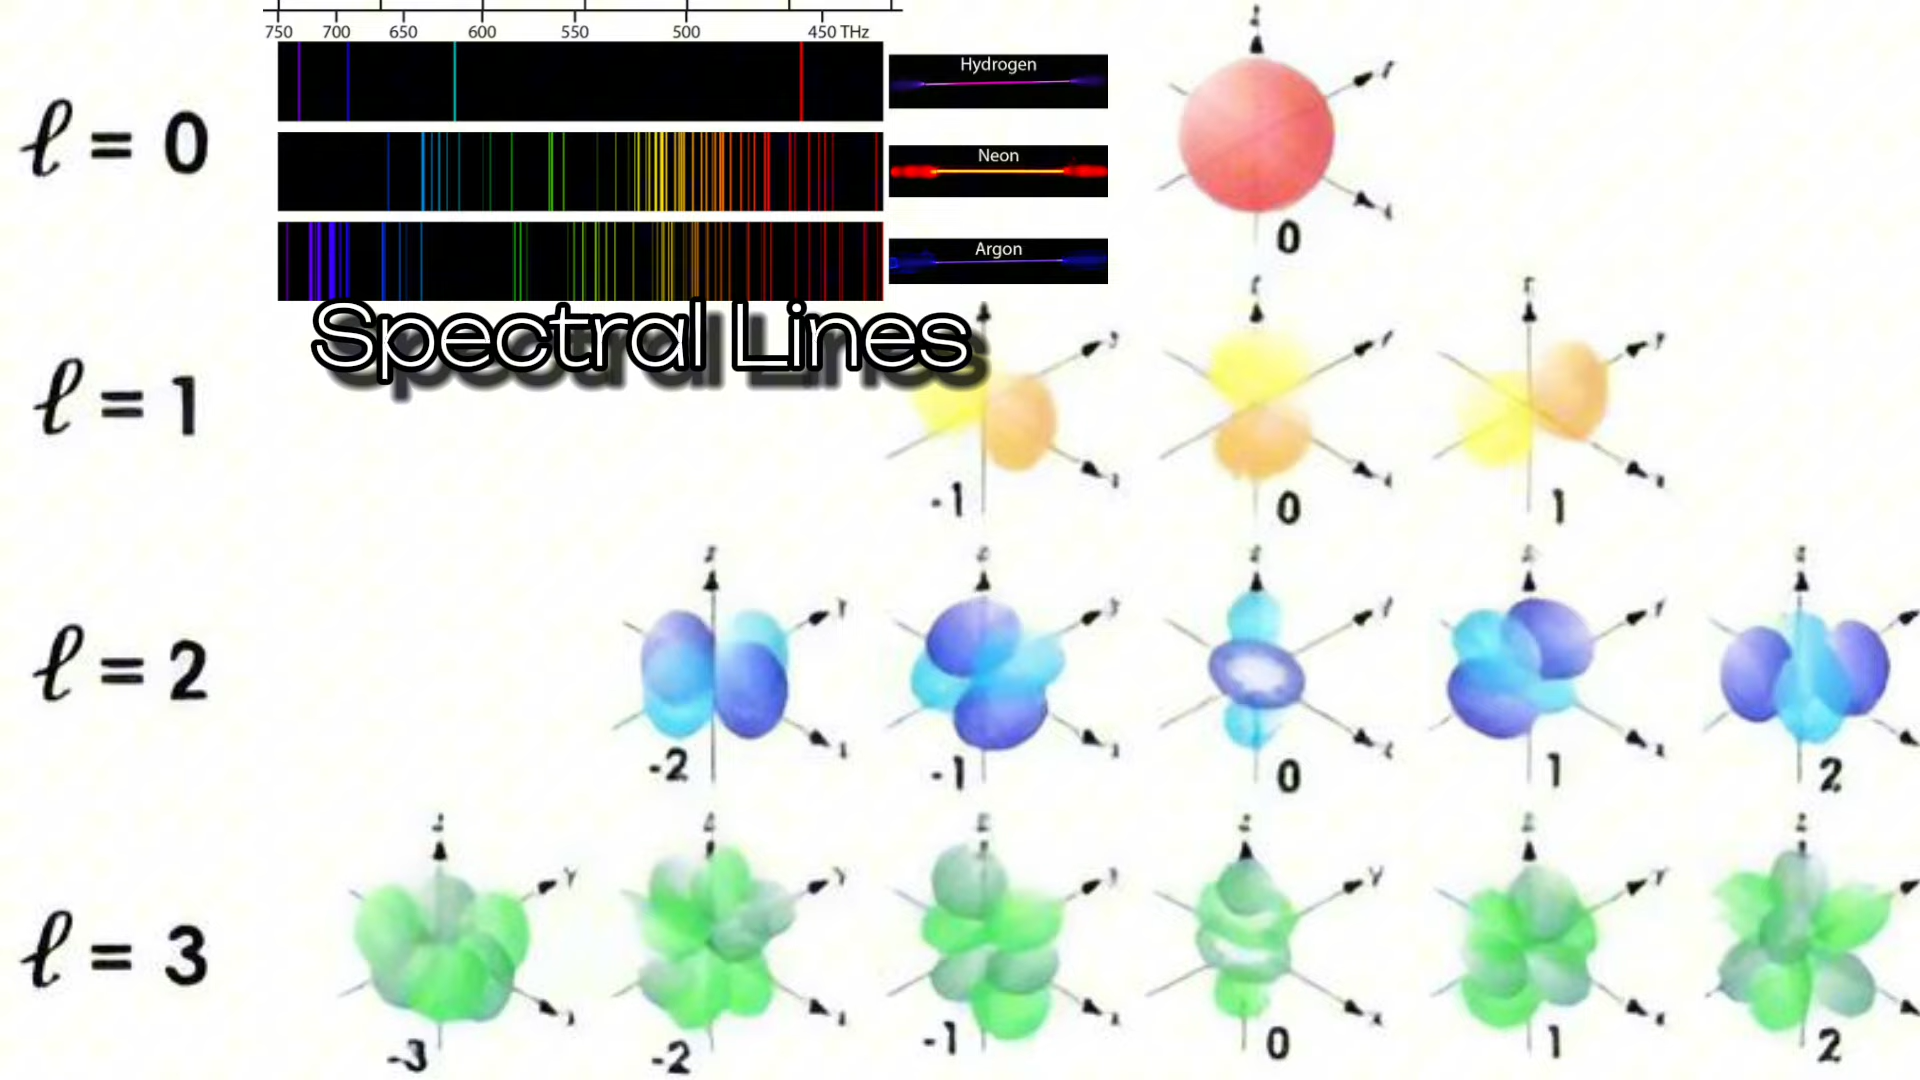 750 700 650 600 550 500 450 THz
Hydrogen
ℓ = 0
Neon
Argon
0
Spectral Lines
ℓ = 1
-1 0 1
ℓ = 2
-2 -1 0 1 2
ℓ = 3
-3 -2 -1 0 1 2